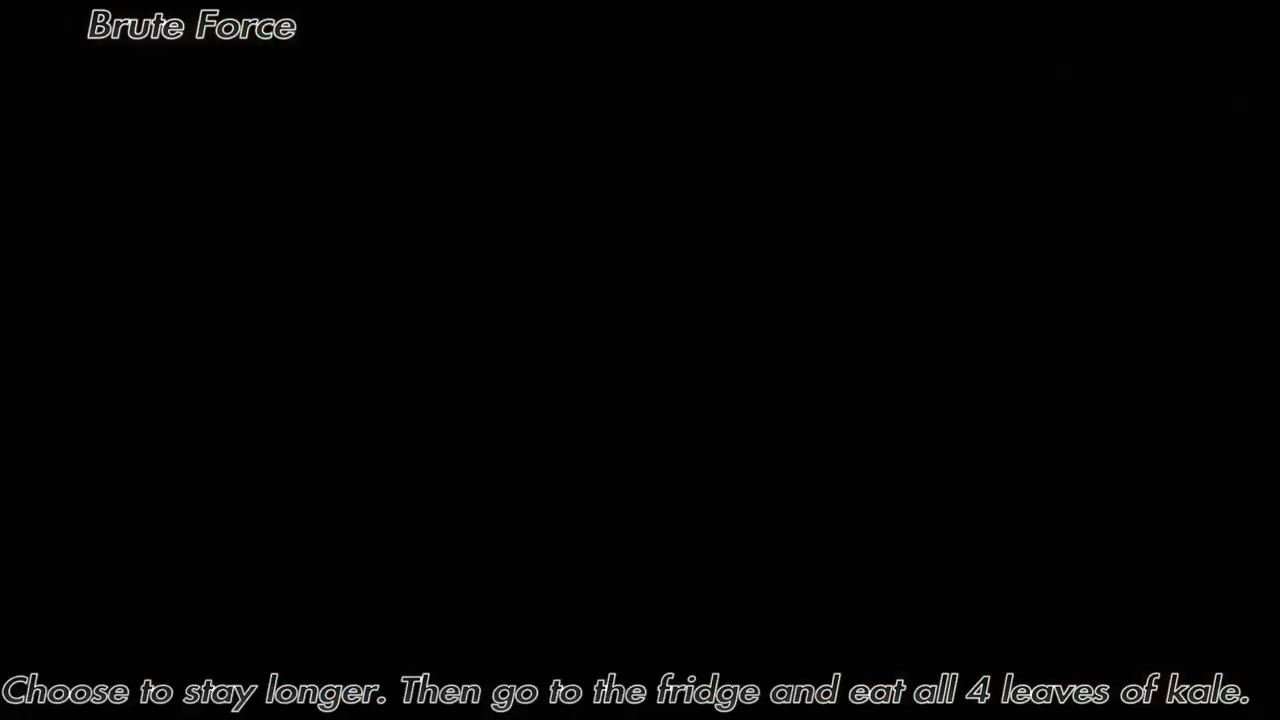 Brute Force
Choose to stay longer. Then go to the fridge and eat all 4 leaves of kale.